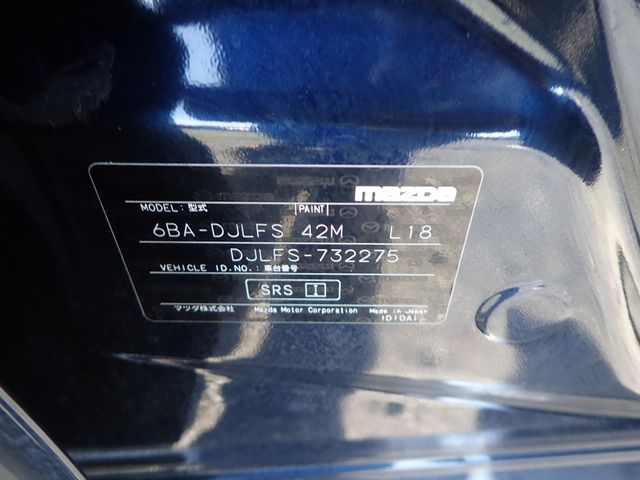 mazda
MODEL: 型式 PAINT
6BA-DJLFS 42M L18
DJLFS-732275
VEHICLE ID.NO.: 車台番号
SRS I
マツダ株式会社 Mazda Motor Corporation Made in Japan